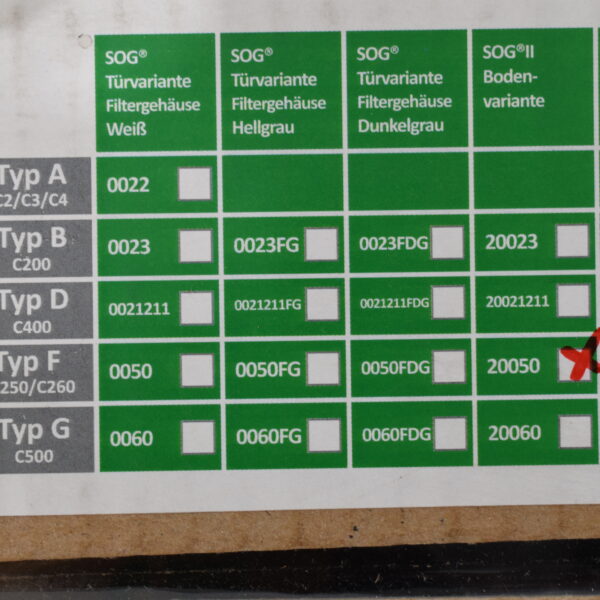 SOG®
Türvariante
Filtergehäuse
Weiß
SOG®
Türvariante
Filtergehäuse
Hellgrau
SOG®
Türvariante
Filtergehäuse
Dunkelgrau
SOG®II
Boden-
variante
Typ A
C2/C3/C4
0022
Typ B
C200
0023
0023FG
0023FDG
20023
Typ D
C400
0021211
0021211FG
0021211FDG
20021211
Typ F
250/C260
0050
0050FG
0050FDG
20050
Typ G
C500
0060
0060FG
0060FDG
20060